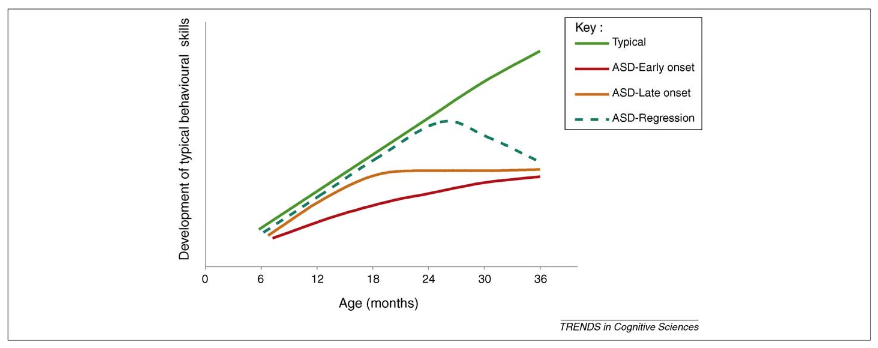 Key :
Typical
ASD-Early onset
ASD-Late onset
ASD-Regression
Development of typical behavioural skills
0 6 12 18 24 30 36
Age (months)
TRENDS in Cognitive Sciences